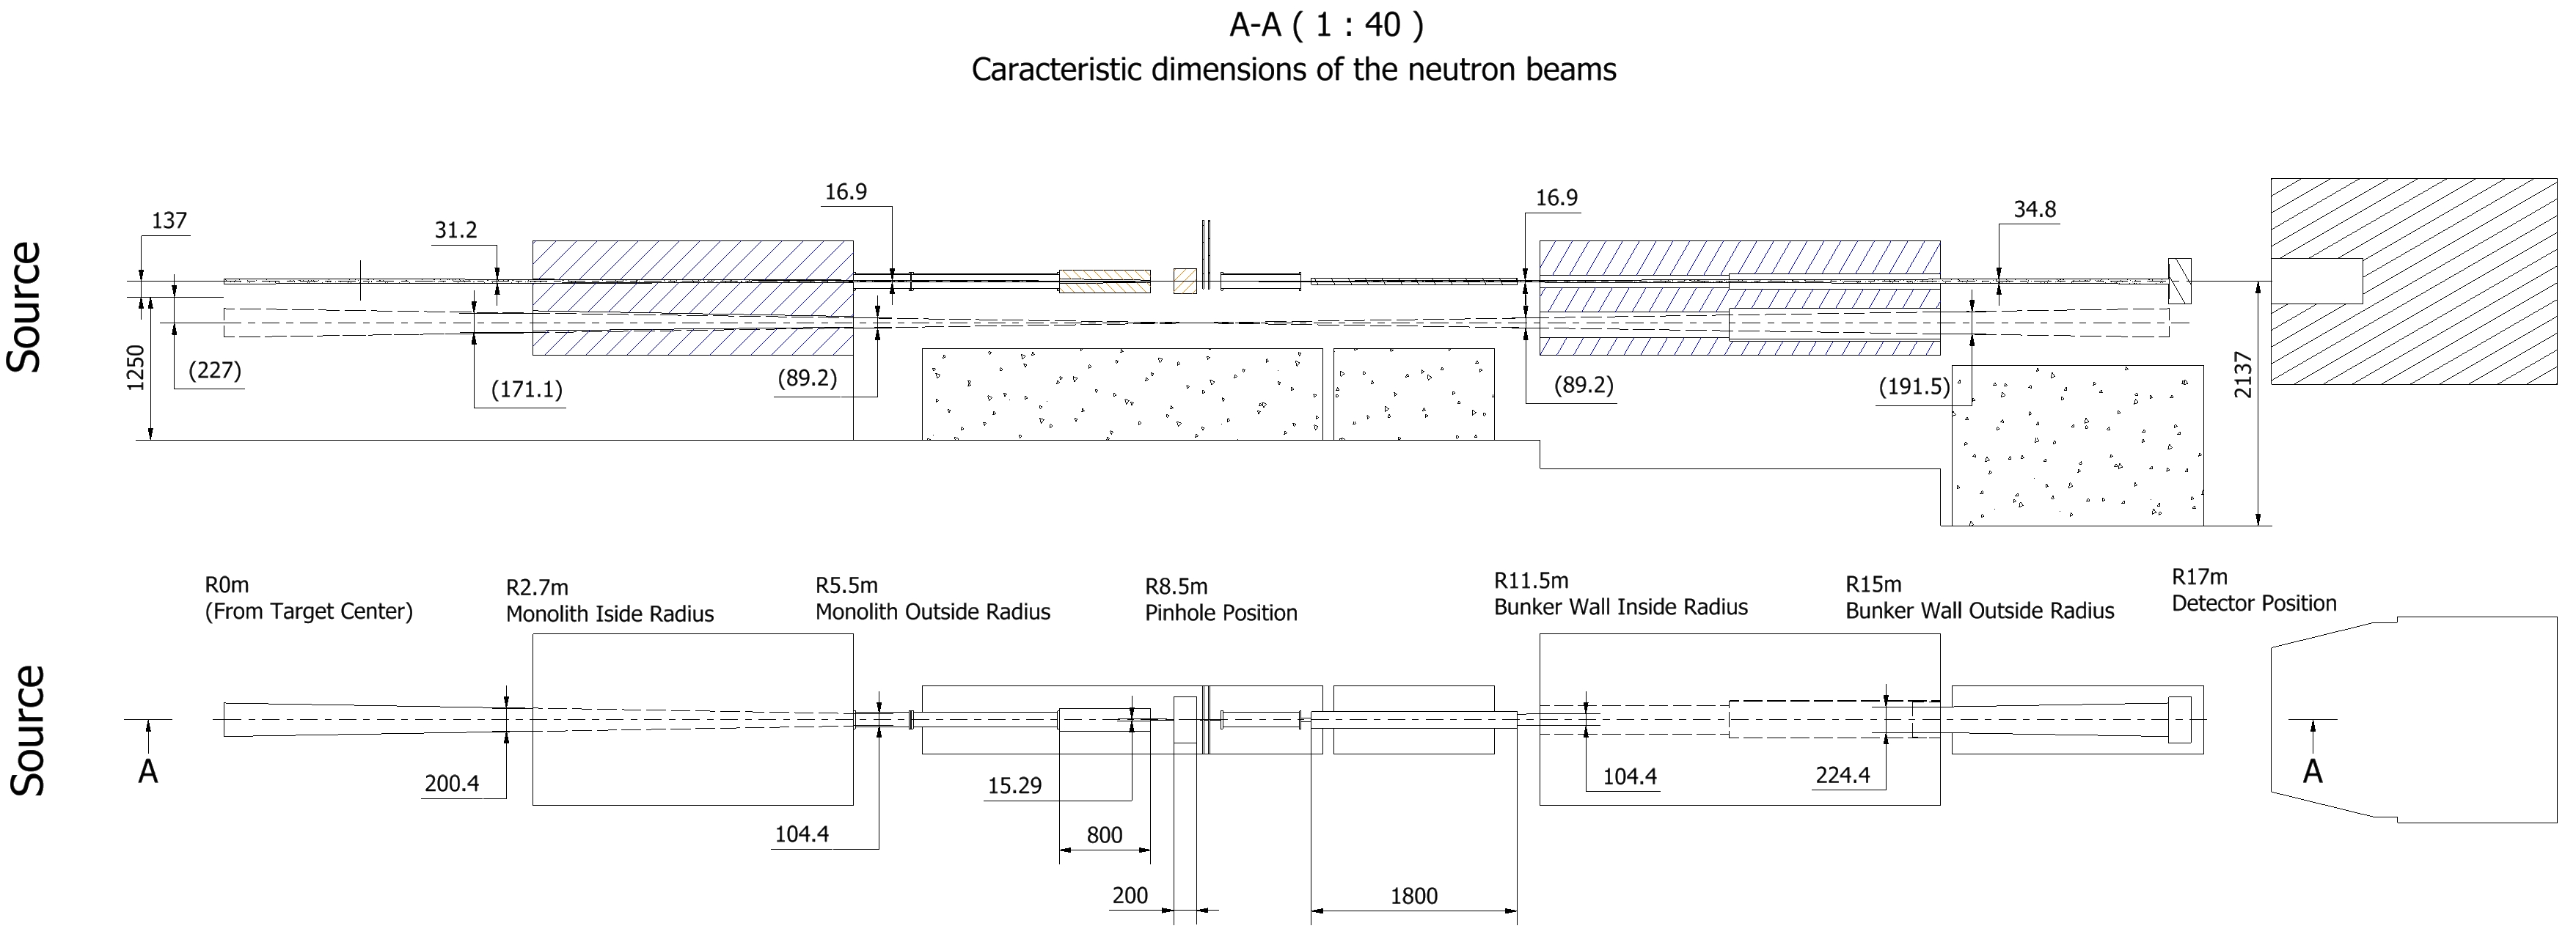 A-A ( 1 : 40 )
Caracteristic dimensions of the neutron beams
Source
137
31.2
16.9
16.9
34.8
1250
(227)
(171.1)
(89.2)
(89.2)
(191.5)
2137
R0m
(From Target Center)
R2.7m
Monolith Iside Radius
R5.5m
Monolith Outside Radius
R8.5m
Pinhole Position
R11.5m
Bunker Wall Inside Radius
R15m
Bunker Wall Outside Radius
R17m
Detector Position
Source
A
200.4
104.4
15.29
800
200
1800
104.4
224.4
A